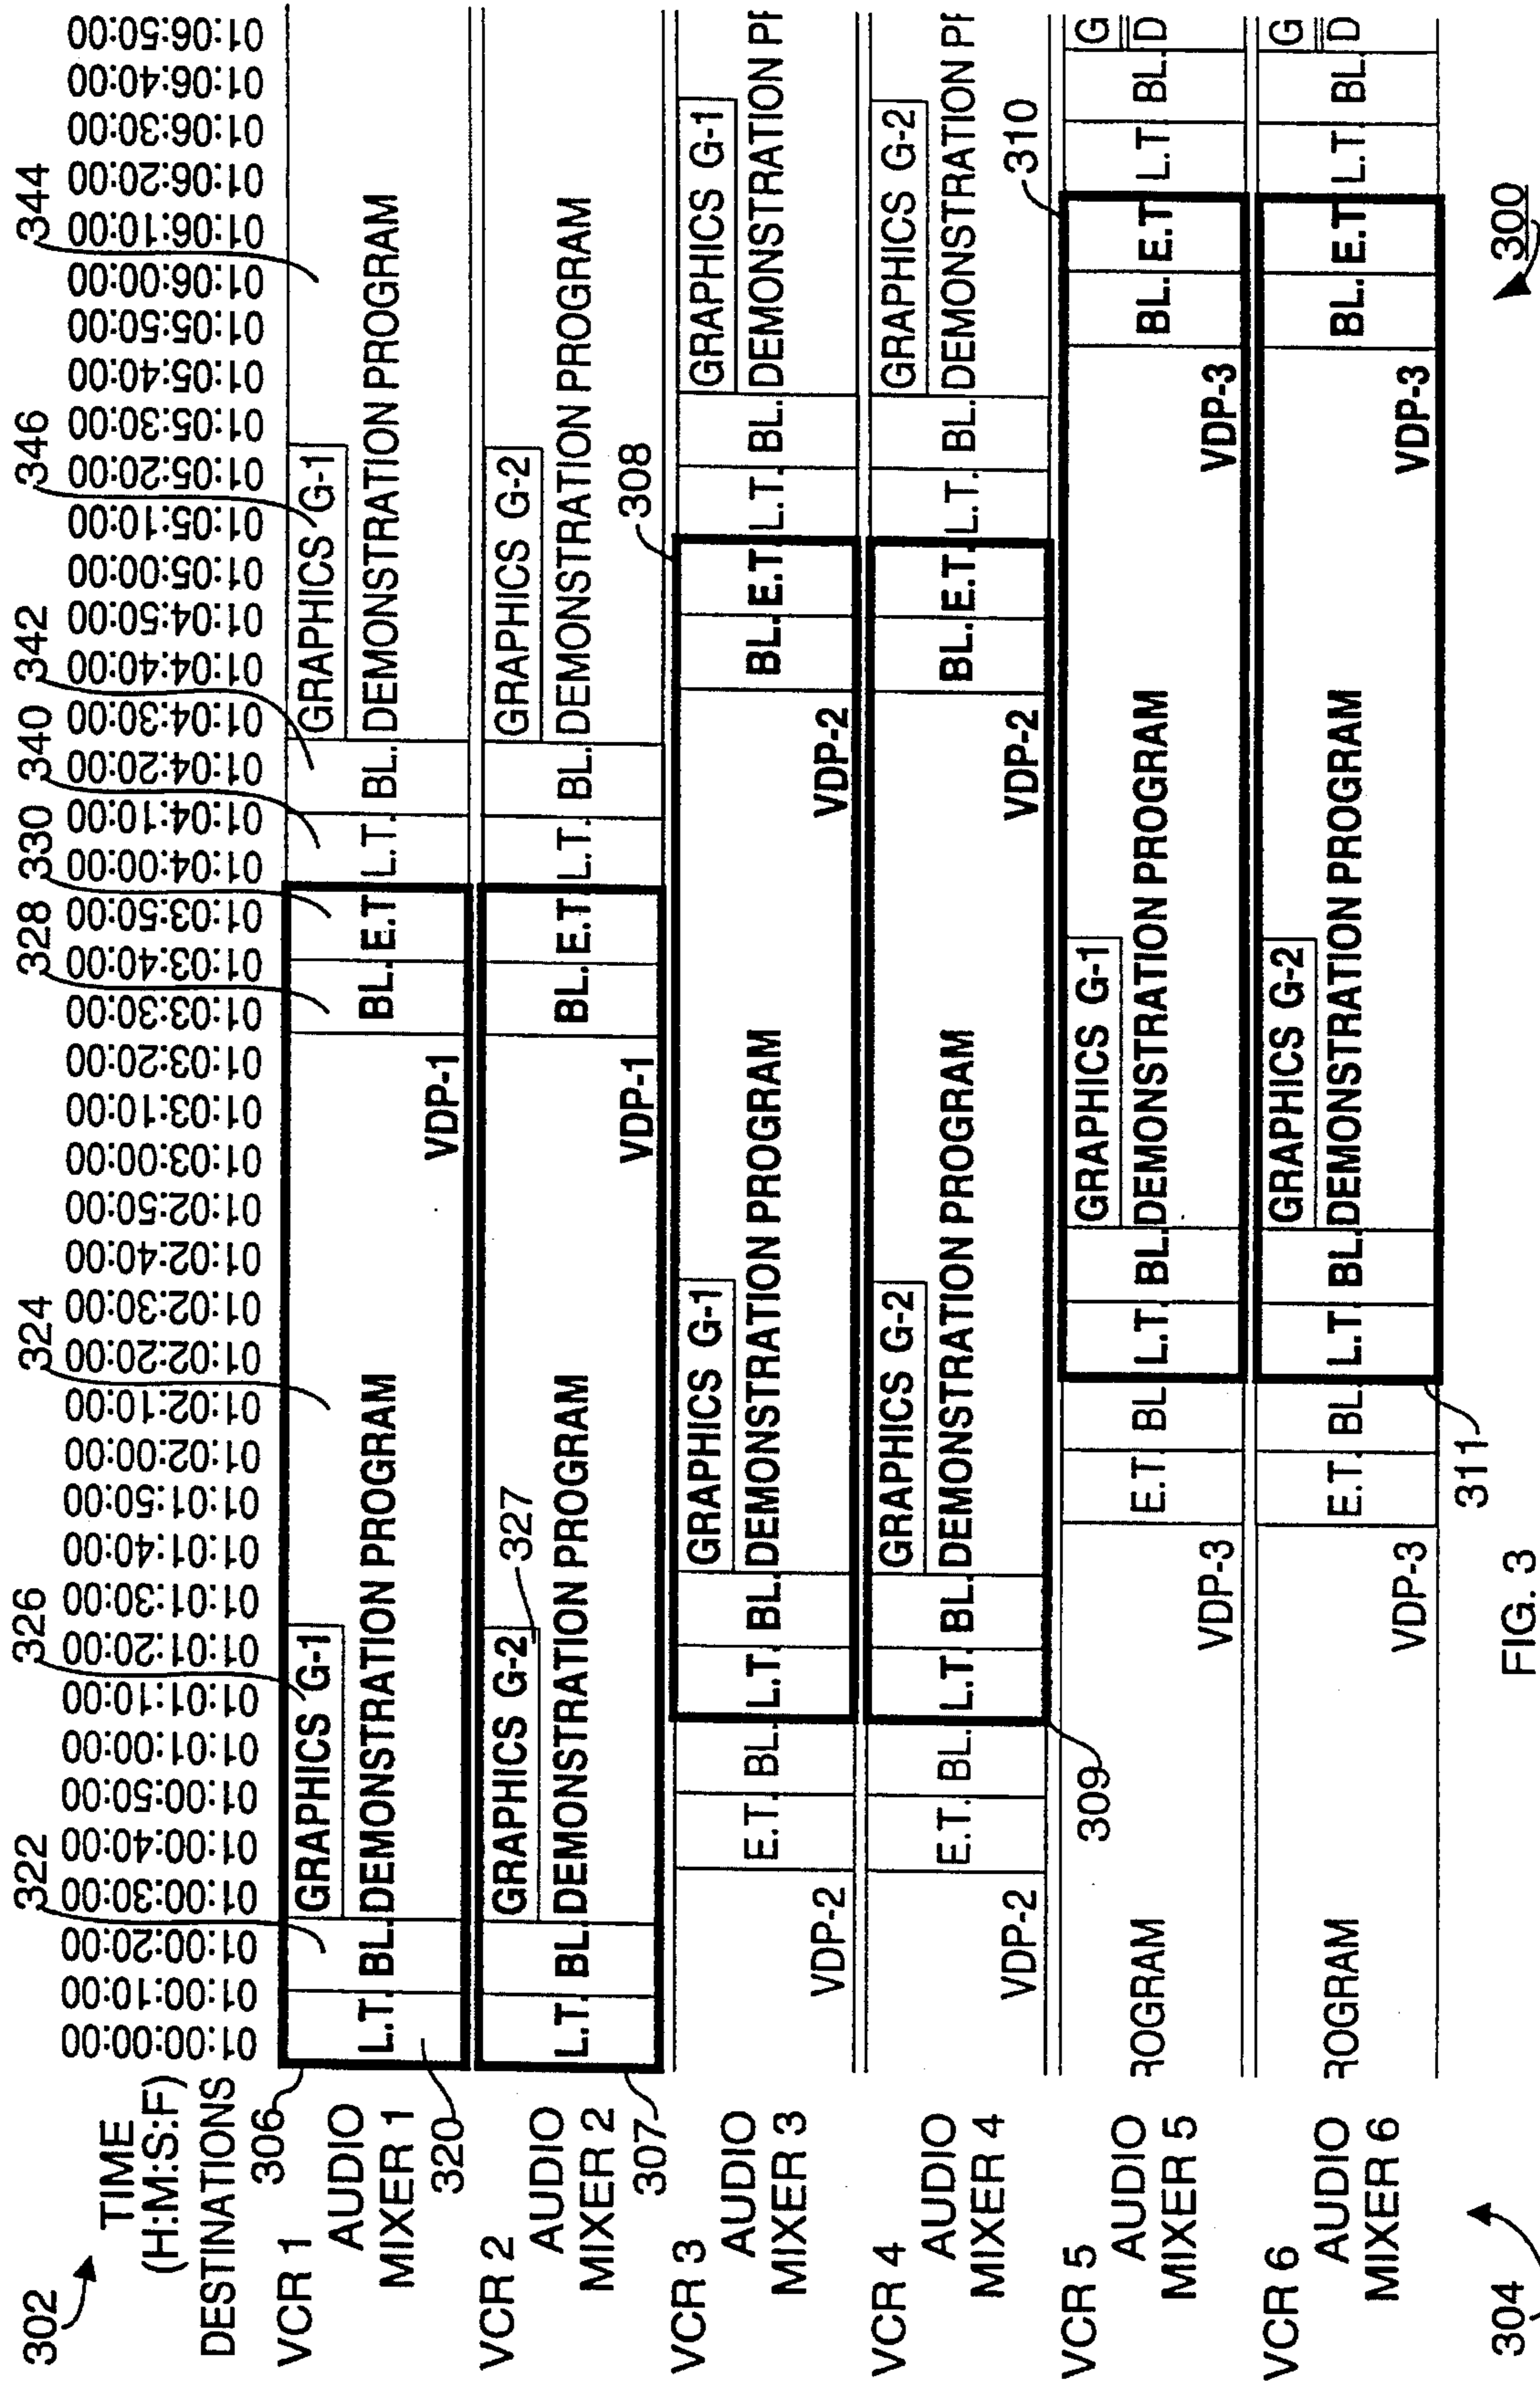 302
TIME
(H:M:S:F)
DESTINATIONS
322 326 324 328 330 340 342 346 344
01:00:00:00
01:00:10:00
01:00:20:00
01:00:30:00
01:00:40:00
01:00:50:00
01:01:00:00
01:01:10:00
01:01:20:00
01:01:30:00
01:01:40:00
01:01:50:00
01:02:00:00
01:02:10:00
01:02:20:00
01:02:30:00
01:02:40:00
01:02:50:00
01:03:00:00
01:03:10:00
01:03:20:00
01:03:30:00
01:03:40:00
01:03:50:00
01:04:00:00
01:04:10:00
01:04:20:00
01:04:30:00
01:04:40:00
01:04:50:00
01:05:00:00
01:05:10:00
01:05:20:00
01:05:30:00
01:05:40:00
01:05:50:00
01:06:00:00
01:06:10:00
01:06:20:00
01:06:30:00
01:06:40:00
01:06:50:00
VCR 1 306
GRAPHICS G-1 GRAPHICS G-1
AUDIO
MIXER 1
L.T. BL. DEMONSTRATION PROGRAM BL. E.T. L.T. BL. DEMONSTRATION PROGRAM
320
VDP-1
VCR 2
GRAPHICS G-2 327 GRAPHICS G-2
AUDIO
MIXER 2
L.T. BL. DEMONSTRATION PROGRAM BL. E.T. L.T. BL. DEMONSTRATION PROGRAM
307
VDP-1
308
VCR 3
GRAPHICS G-1 GRAPHICS G-1
AUDIO
MIXER 3
E.T. BL. L.T. BL. DEMONSTRATION PROGRAM BL. E.T. L.T. BL. DEMONSTRATION PR
VDP-2 VDP-2
VCR 4
GRAPHICS G-2 GRAPHICS G-2
AUDIO
MIXER 4
E.T. BL. L.T. BL. DEMONSTRATION PROGRAM BL. E.T. L.T. BL. DEMONSTRATION PR
VDP-2 VDP-2
309 310
VCR 5
GRAPHICS G-1 G
AUDIO
MIXER 5
ROGRAM E.T. BL. L.T. BL. DEMONSTRATION PROGRAM BL. E.T. L.T. BL. D
VDP-3 VDP-3
VCR 6
GRAPHICS G-2 G
AUDIO
MIXER 6
ROGRAM E.T. BL. L.T. BL. DEMONSTRATION PROGRAM BL. E.T. L.T. BL. D
VDP-3 VDP-3
311
304
FIG. 3
300